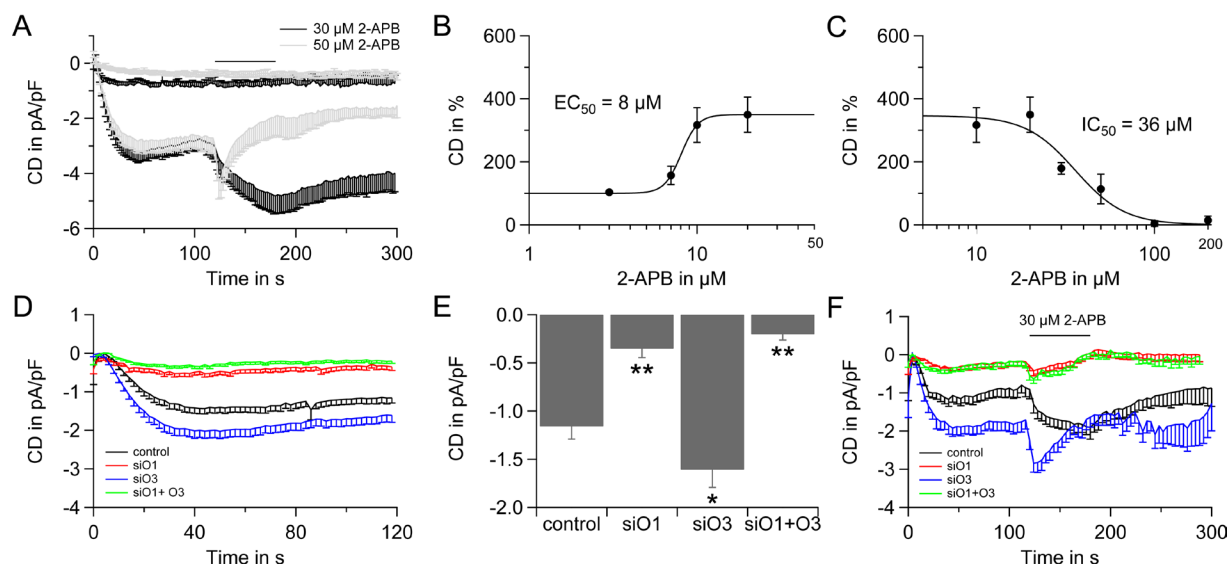 A
30 µM 2-APB
50 µM 2-APB
0
-2
-4
-6
CD in pA/pF
0
100
200
300
Time in s
B
600
400
200
0
CD in %
EC50 = 8 µM
1
10
50
2-APB in µM
C
600
400
200
0
CD in %
IC50 = 36 µM
10
100
200
2-APB in µM
D
1
0
-1
-2
-3
-4
CD in pA/pF
control
siO1
siO3
siO1+ O3
0
20
40
60
80
100
120
Time in s
E
0.0
-0.5
-1.0
-1.5
-2.0
CD in pA/pF
**
*
**
control
siO1
siO3
siO1+O3
F
30 µM 2-APB
1
0
-1
-2
-3
-4
CD in pA/pF
control
siO1
siO3
siO1+O3
0
50
100
150
200
250
300
Time in s